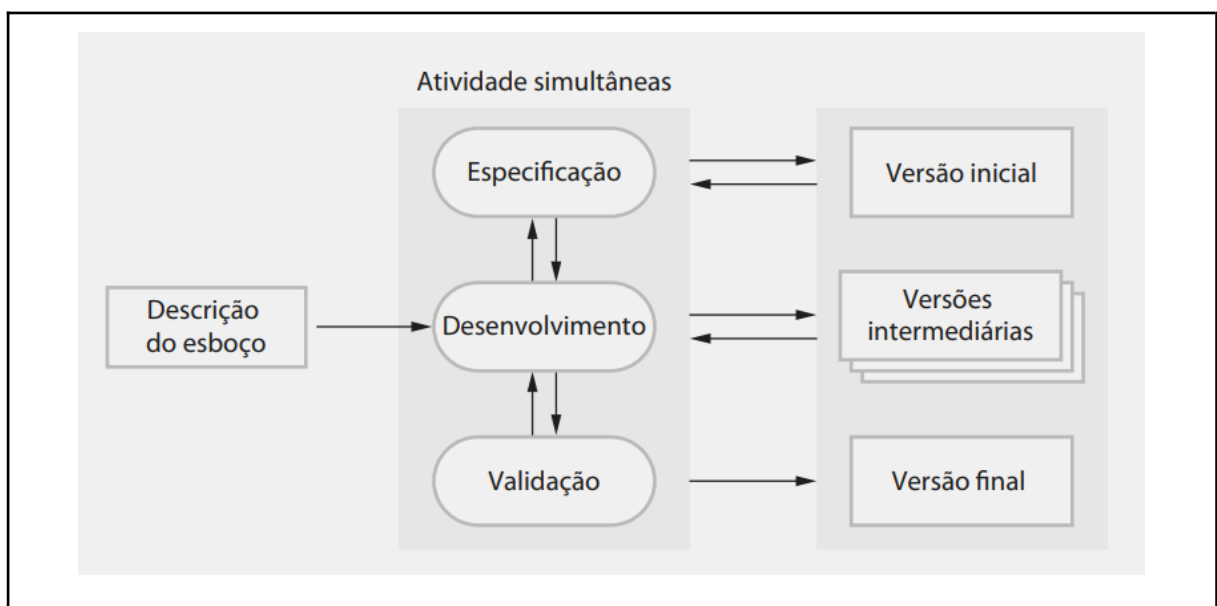 Atividade simultâneas
Especificação
Versão inicial
Descrição
do esboço
Desenvolvimento
Versões
intermediárias
Validação
Versão final